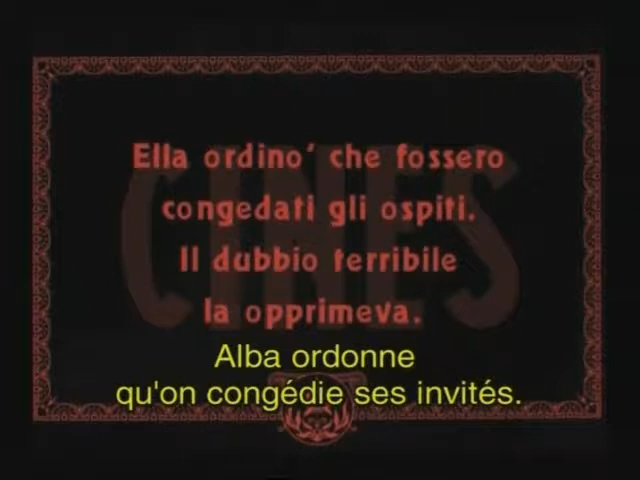 CINES
Ella ordino´ che fossero
congedati gli ospiti.
Il dubbio terribile
la opprimeva.
Alba ordonne
qu'on congédie ses invités.